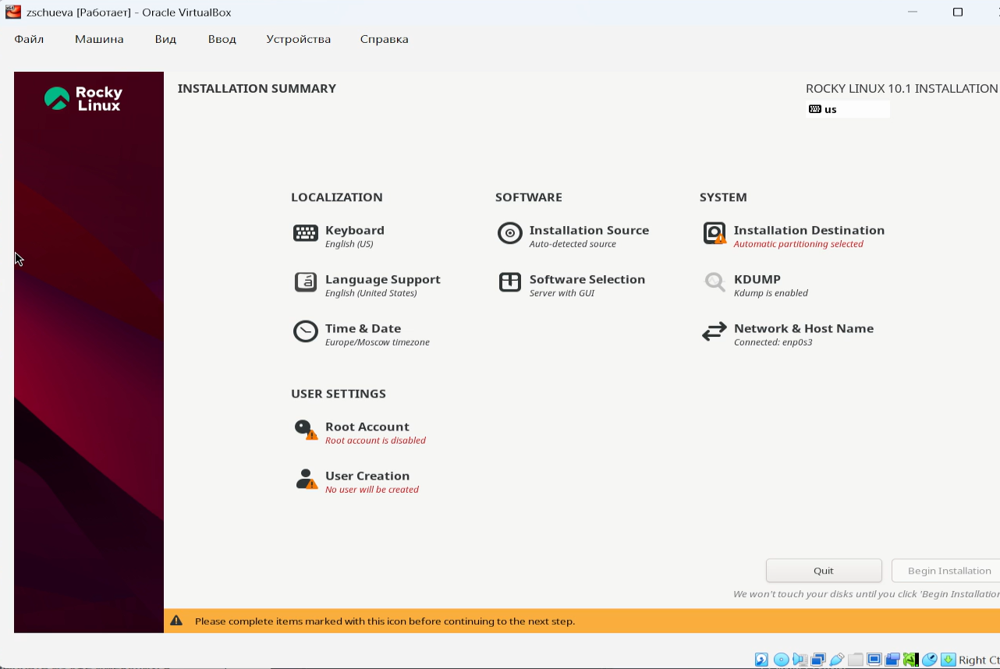 zschueva [Работает] - Oracle VirtualBox
Файл Машина Вид Ввод Устройства Справка
Rocky
Linux
INSTALLATION SUMMARY
ROCKY LINUX 10.1 INSTALLATION
us
LOCALIZATION
Keyboard
English (US)
Language Support
English (United States)
Time & Date
Europe/Moscow timezone
SOFTWARE
Installation Source
Auto-detected source
Software Selection
Server with GUI
SYSTEM
Installation Destination
Automatic partitioning selected
KDUMP
Kdump is enabled
Network & Host Name
Connected: enp0s3
USER SETTINGS
Root Account
Root account is disabled
User Creation
No user will be created
Quit
Begin Installation
We won't touch your disks until you click 'Begin Installation
Please complete items marked with this icon before continuing to the next step.
Right Ct